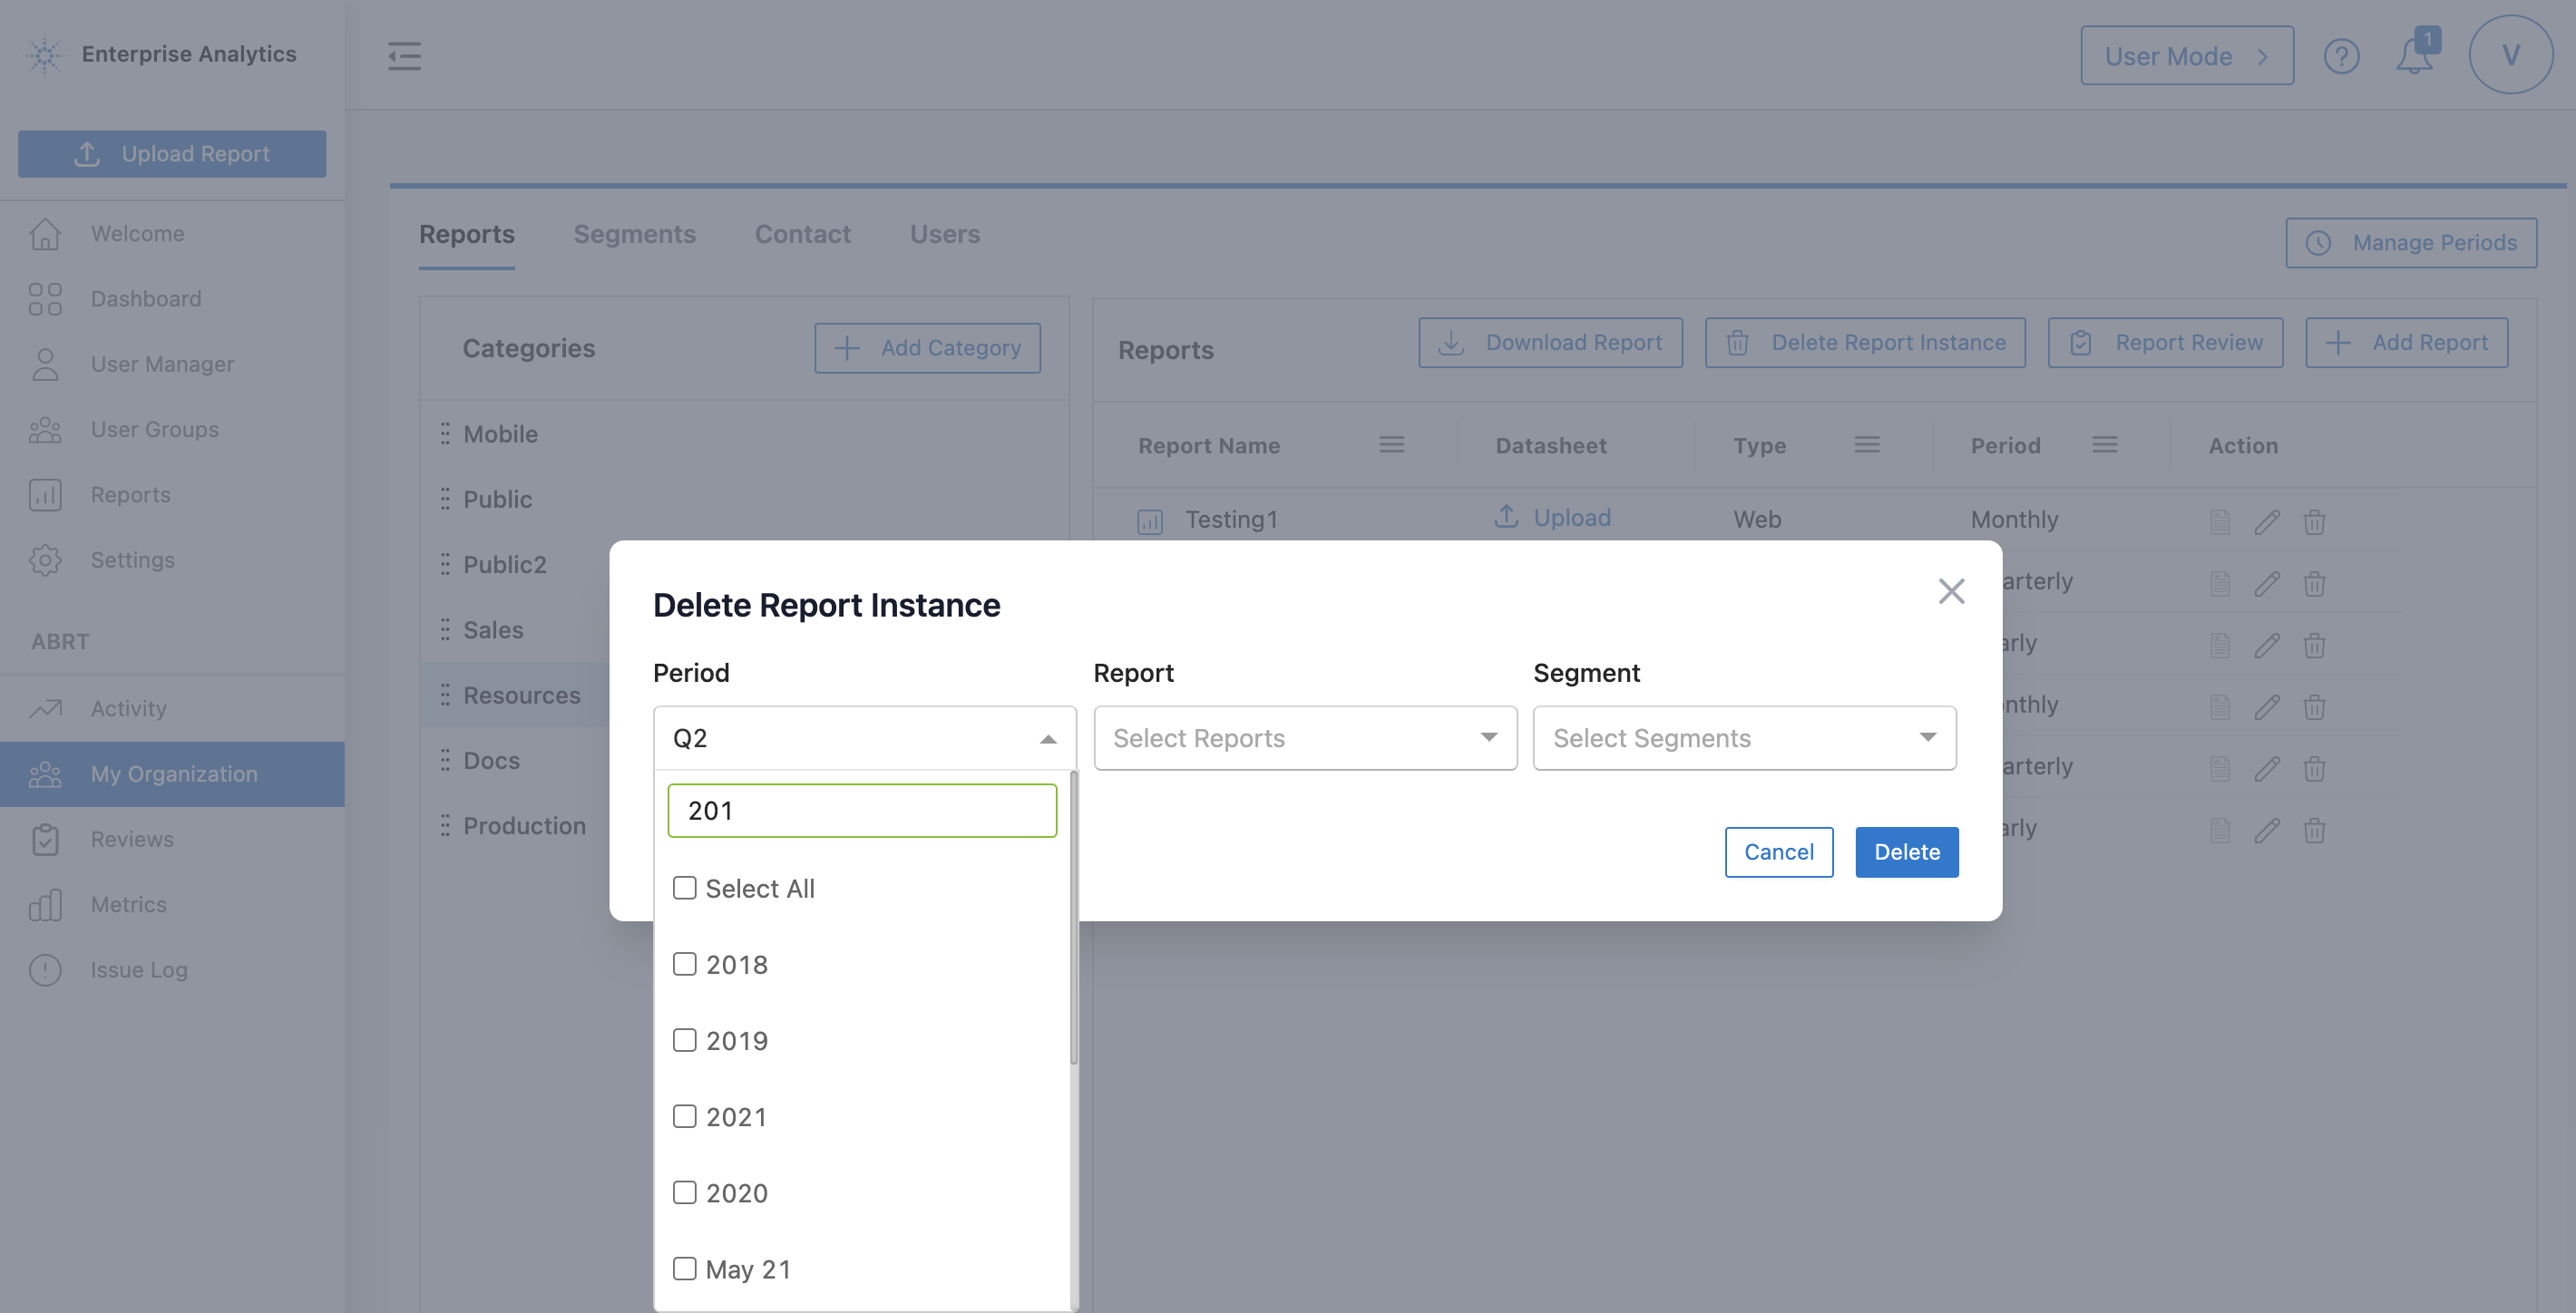 Enterprise Analytics
User Mode
1
V
Upload Report
Welcome
Dashboard
User Manager
User Groups
Reports
Settings
ABRT
Activity
My Organization
Reviews
Metrics
Issue Log
Reports Segments Contact Users
Manage Periods
Categories
Add Category
Mobile
Public
Public2
Sales
Resources
Docs
Production
Reports
Download Report
Delete Report Instance
Report Review
Add Report
Report Name Datasheet Type Period Action
Testing1 Upload Web Monthly
arterly
arly
nthly
arterly
arly
Delete Report Instance
Period Report Segment
Q2 Select Reports Select Segments
201
Select All
2018
2019
2021
2020
May 21
Cancel Delete